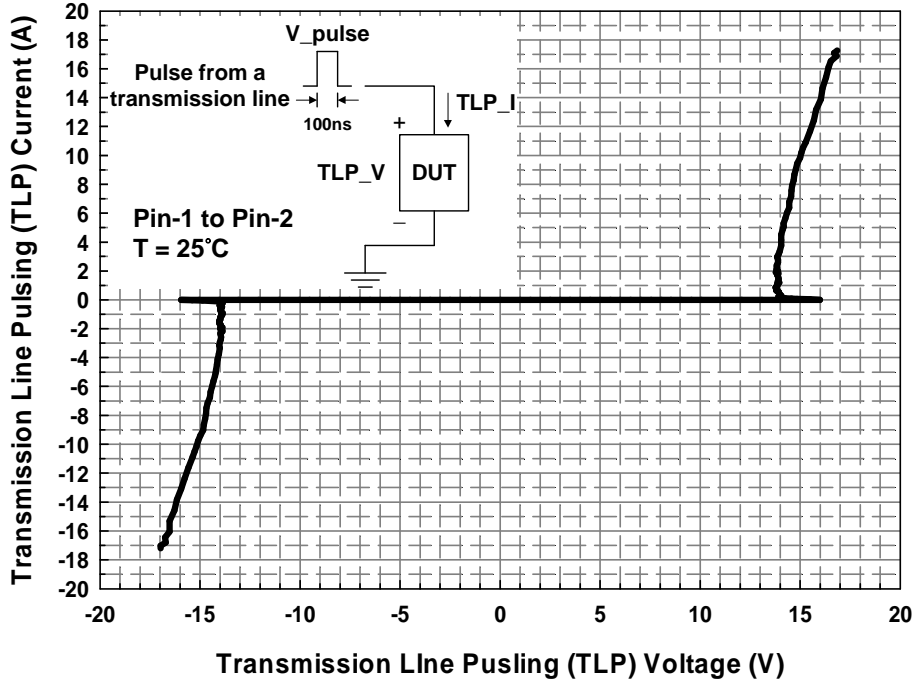 Transmission Line Pulsing (TLP) Current (A)
20
18
16
14
12
10
8
6
4
2
0
-2
-4
-6
-8
-10
-12
-14
-16
-18
-20
V_pulse
Pulse from a
transmission line
100ns
TLP_I
+
TLP_V
DUT
−
Pin-1 to Pin-2
T = 25°C
-20
-15
-10
-5
0
5
10
15
20
Transmission LIne Pusling (TLP) Voltage (V)